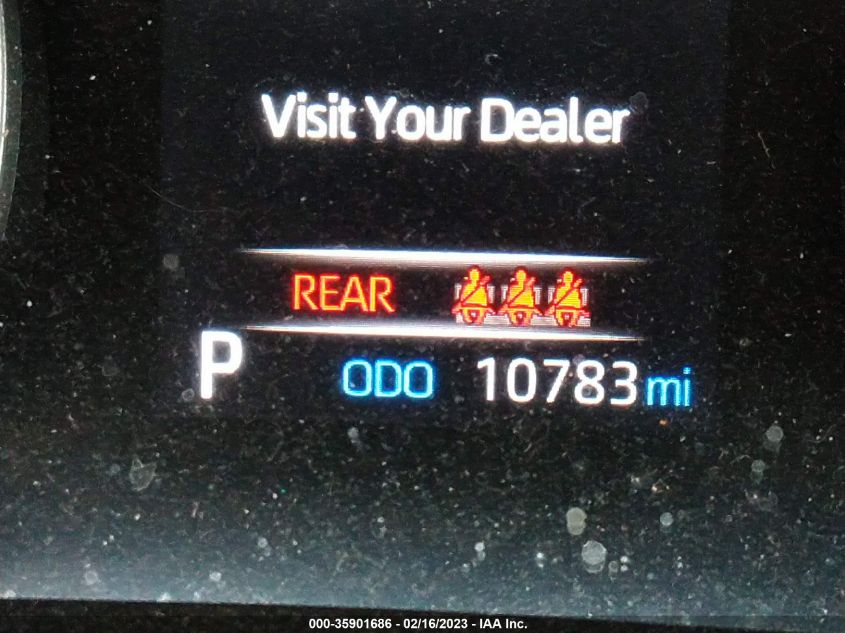 Visit Your Dealer
REAR
P ODO 10783 mi
000-35901686 - 02/16/2023 - IAA Inc.